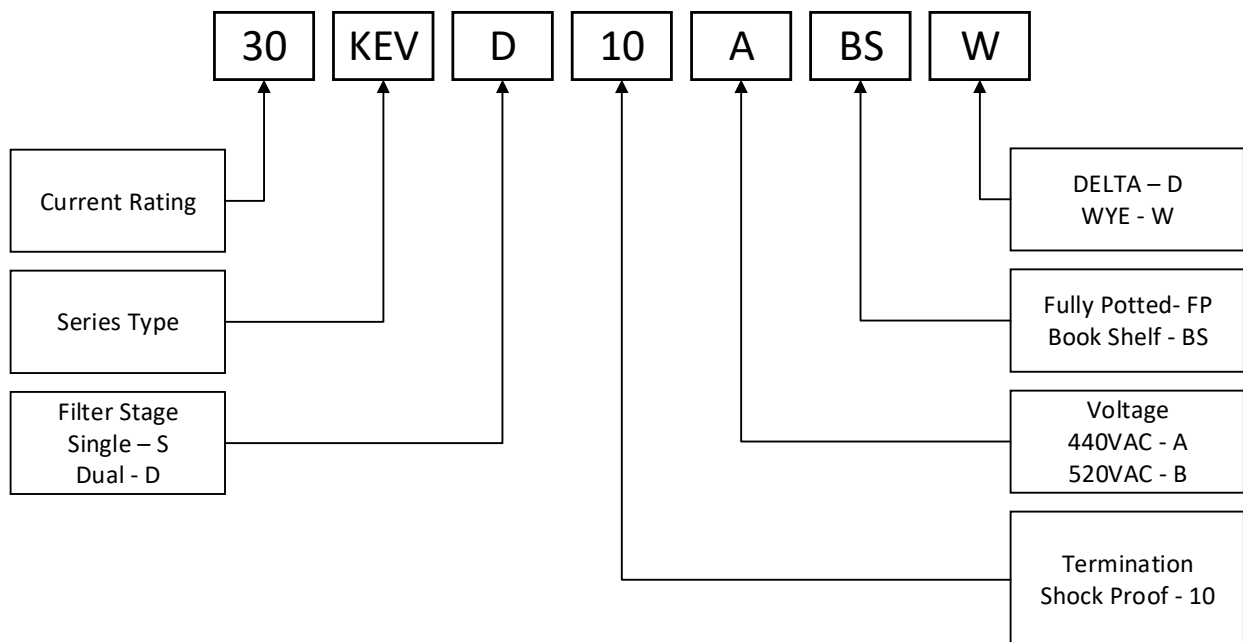 30 KEV D 10 A BS W
Current Rating
Series Type
Filter Stage
Single – S
Dual - D
DELTA – D
WYE - W
Fully Potted- FP
Book Shelf - BS
Voltage
440VAC - A
520VAC - B
Termination
Shock Proof - 10